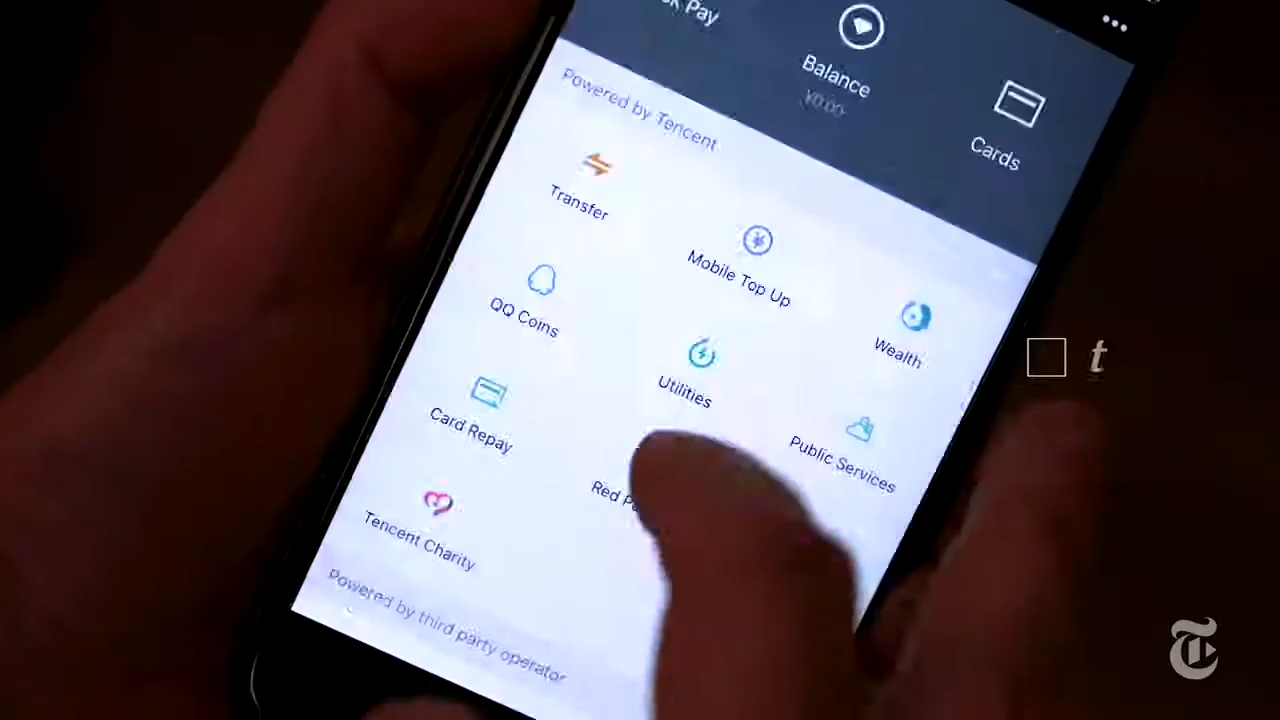 Pay
Balance
¥0.00
Cards
Powered by Tencent
Transfer
Mobile Top Up
Wealth
QQ Coins
Utilities
Public Services
Card Repay
Red
Tencent Charity
Powered by third party operator
t
T